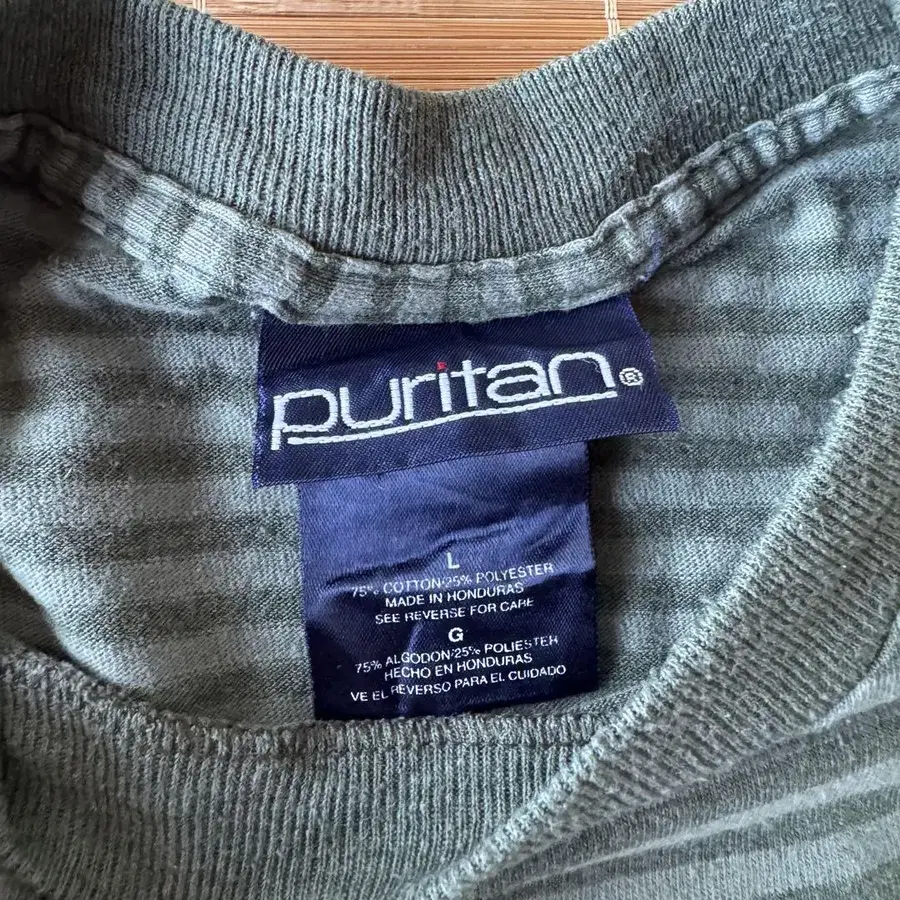 puritan®
L
75% COTTON/25% POLYESTER
MADE IN HONDURAS
SEE REVERSE FOR CARE
G
75% ALGODON/25% POLIESTER
HECHO EN HONDURAS
VE EL REVERSO PARA EL CUIDADO